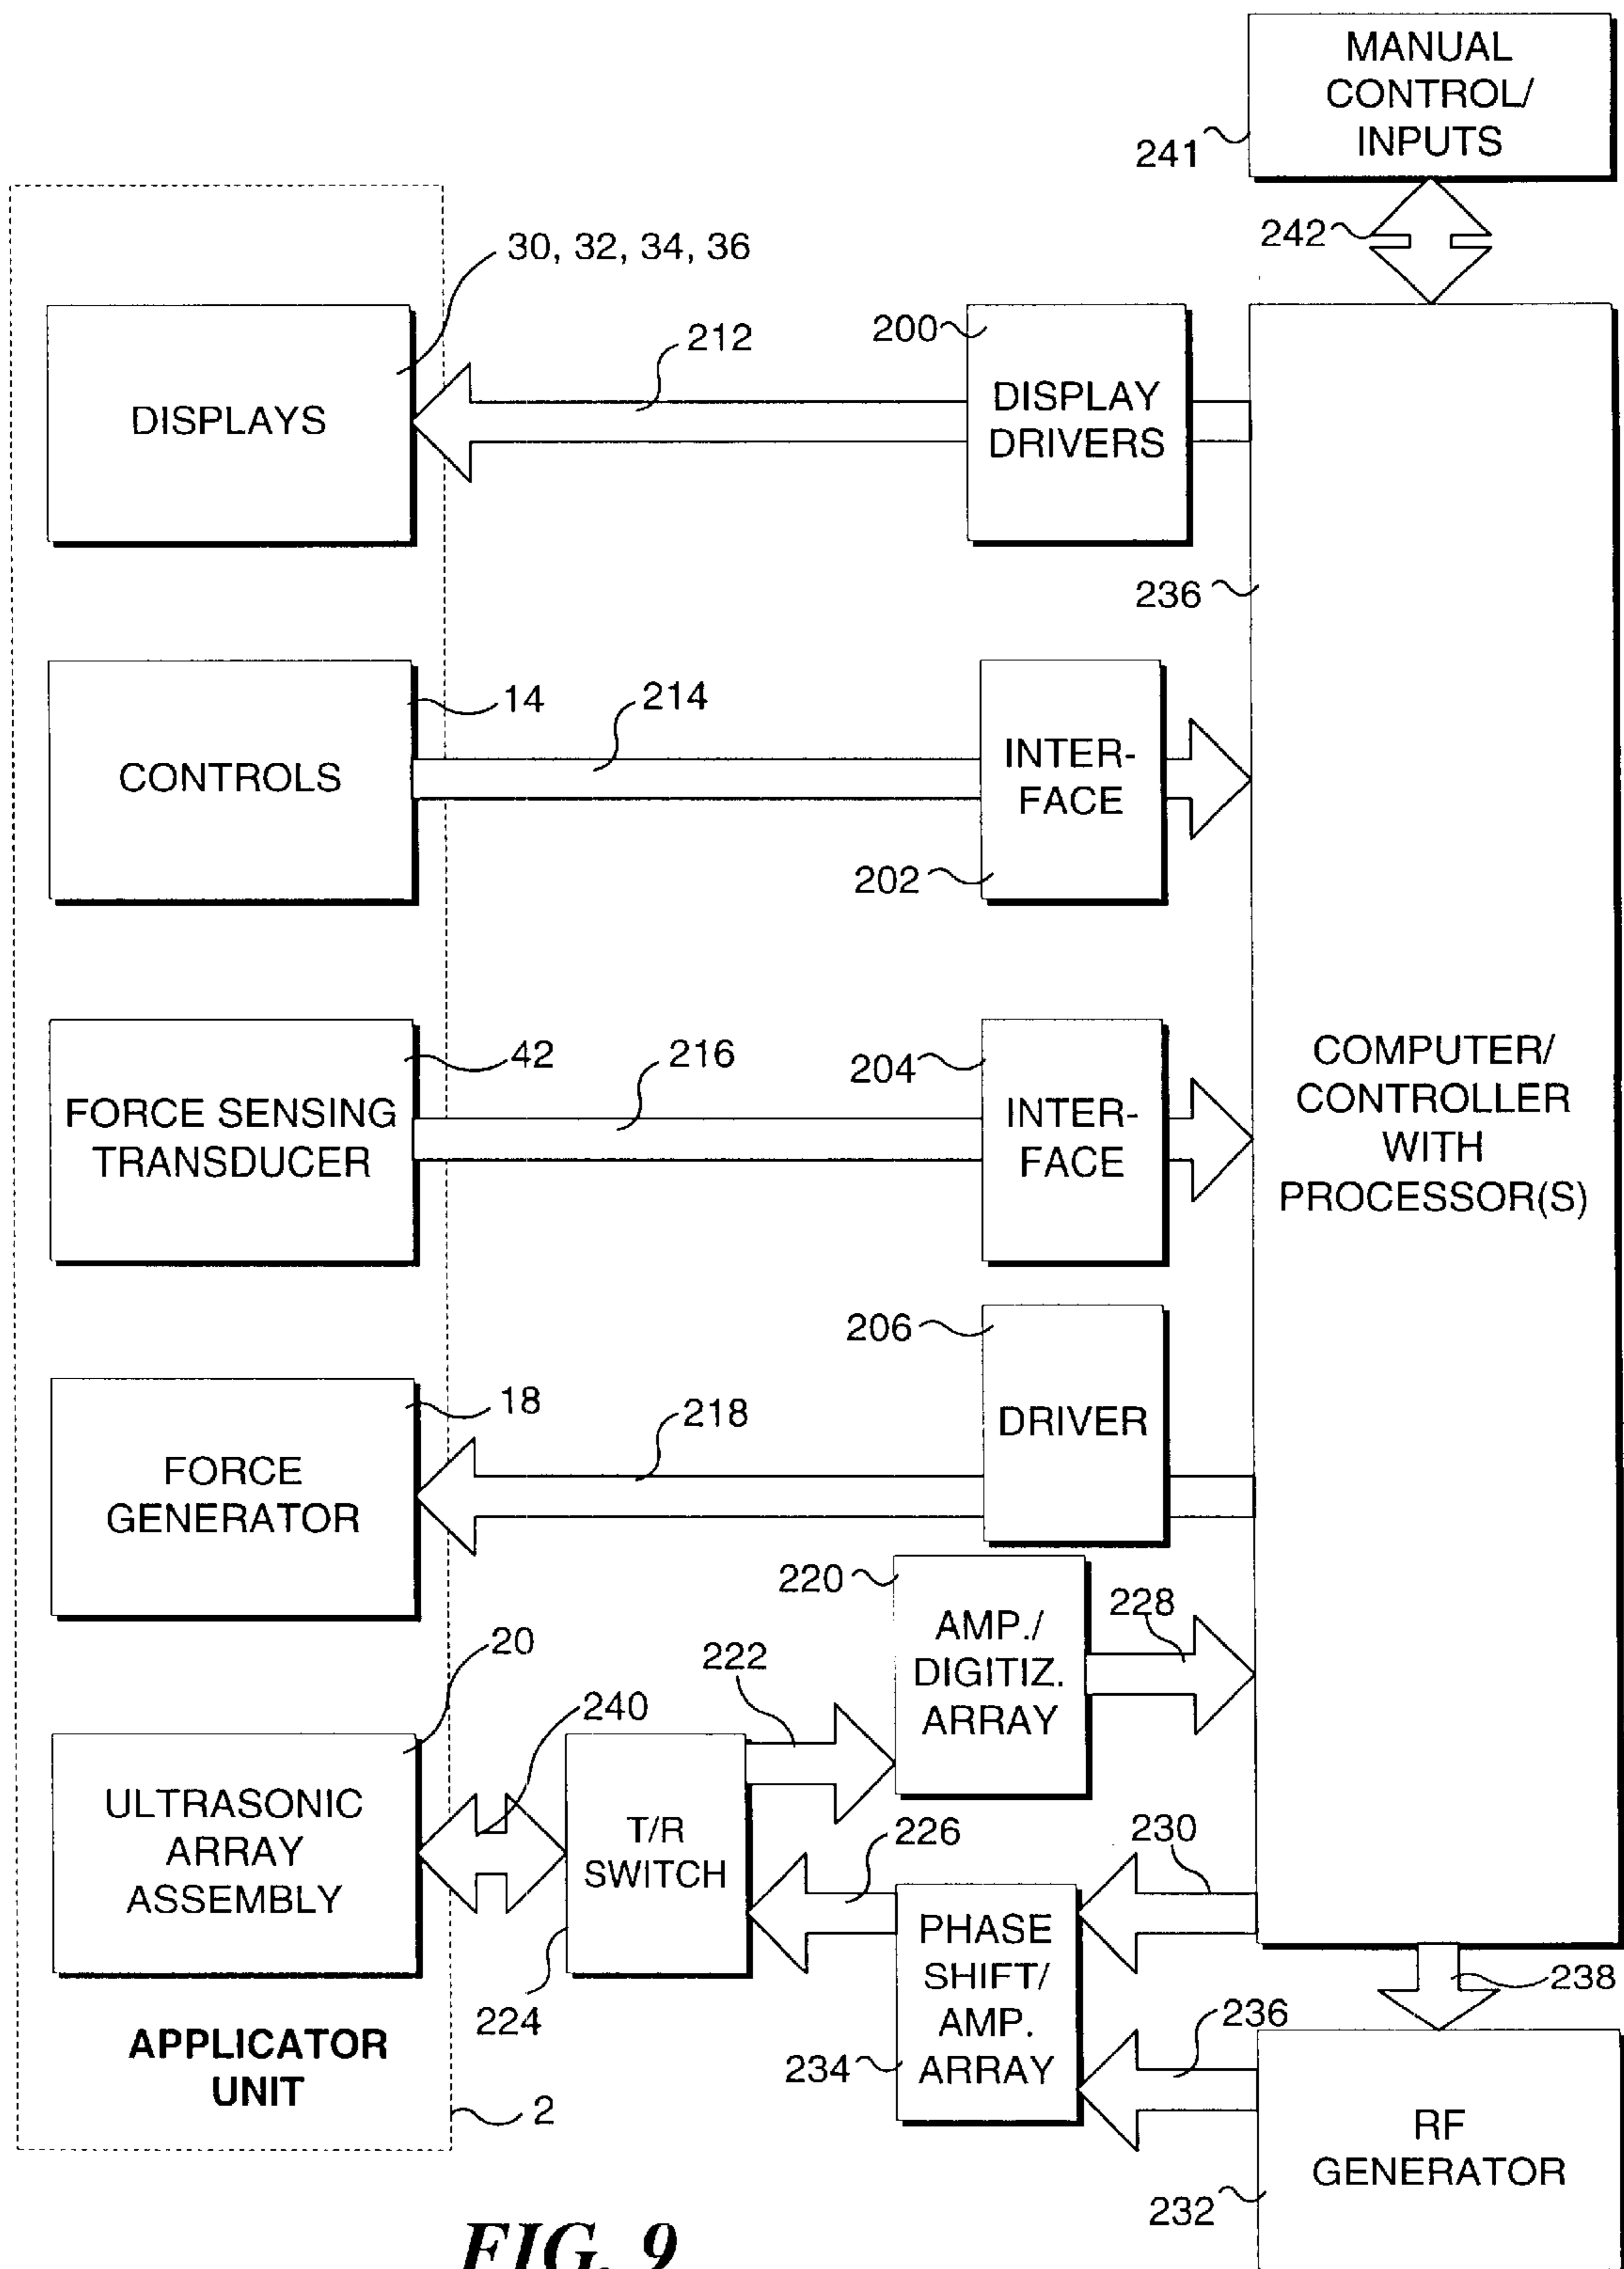 MANUAL
CONTROL/
INPUTS
241
242
30, 32, 34, 36
212
200
DISPLAYS
DISPLAY
DRIVERS
236
14
214
CONTROLS
INTER-
FACE
202
42
216
204
FORCE SENSING
TRANSDUCER
INTER-
FACE
COMPUTER/
CONTROLLER
WITH
PROCESSOR(S)
206
18
218
DRIVER
FORCE
GENERATOR
220
228
AMP./
DIGITIZ.
ARRAY
20
240
222
ULTRASONIC
ARRAY
ASSEMBLY
T/R
SWITCH
226
230
224
PHASE
SHIFT/
AMP.
ARRAY
234
236
238
APPLICATOR
UNIT
2
RF
GENERATOR
232
FIG. 9